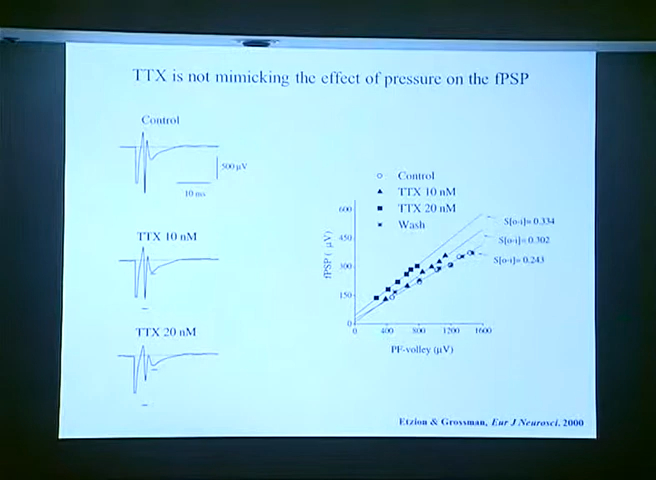 TTX is not mimicking the effect of pressure on the fPSP
Control
500 μV
10 ms
TTX 10 nM
TTX 20 nM
Control
TTX 10 nM
TTX 20 nM
Wash
S[o-i]= 0.334
S[o-i]= 0.302
S[o-i]= 0.243
fPSP ( μV)
600
450
300
150
0
0 400 800 1200 1600
PF-volley (μV)
Etzion & Grossman, Eur J Neurosci. 2000